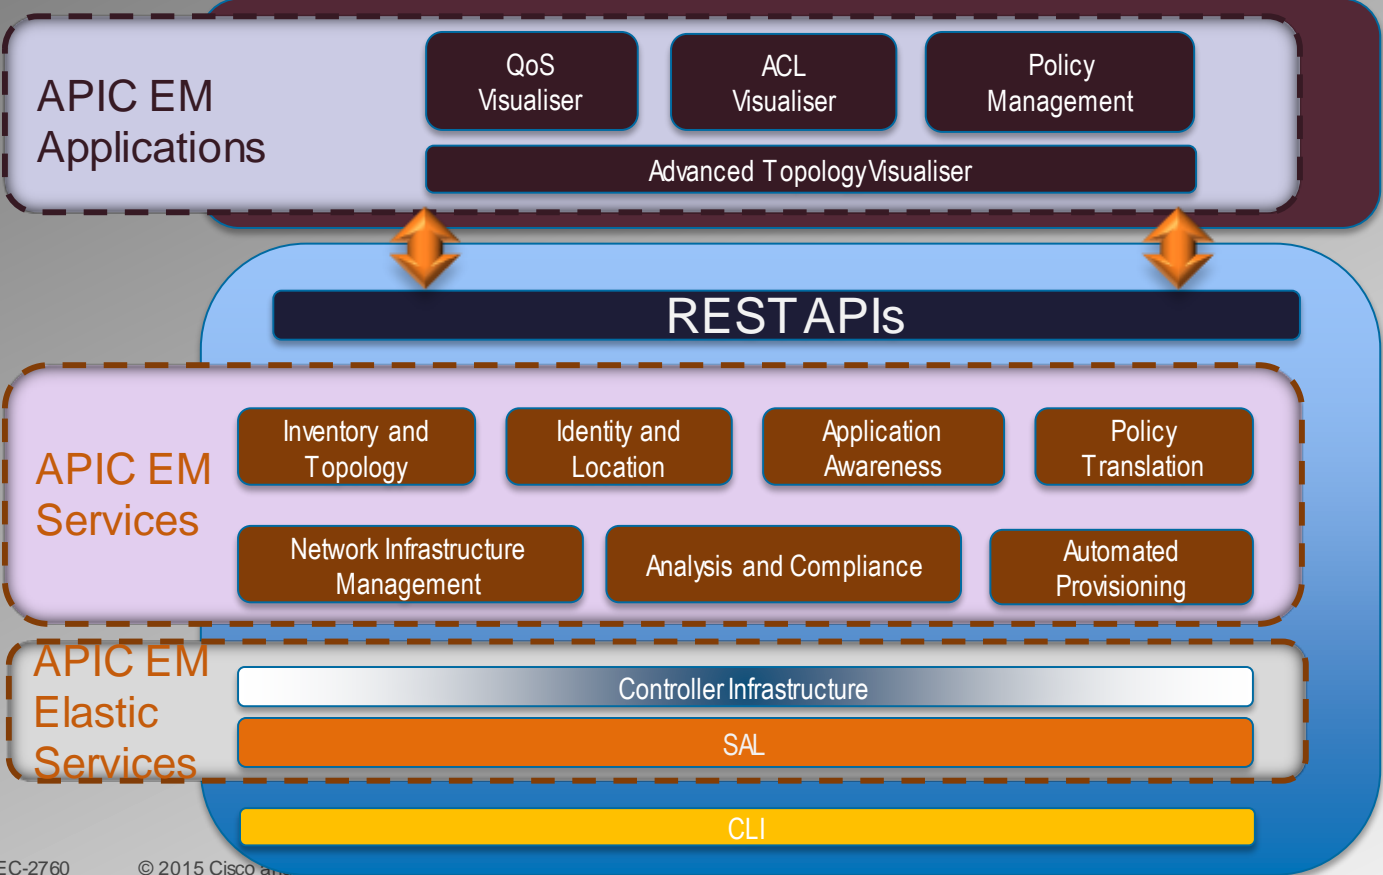 APIC EM
Applications
QoS
Visualiser
ACL
Visualiser
Policy
Management
Advanced Topology Visualiser
REST APIs
APIC EM
Services
Inventory and
Topology
Identity and
Location
Application
Awareness
Policy
Translation
Network Infrastructure
Management
Analysis and Compliance
Automated
Provisioning
APIC EM
Elastic
Services
Controller Infrastructure
SAL
CLI
EC-2760 © 2015 Cisco